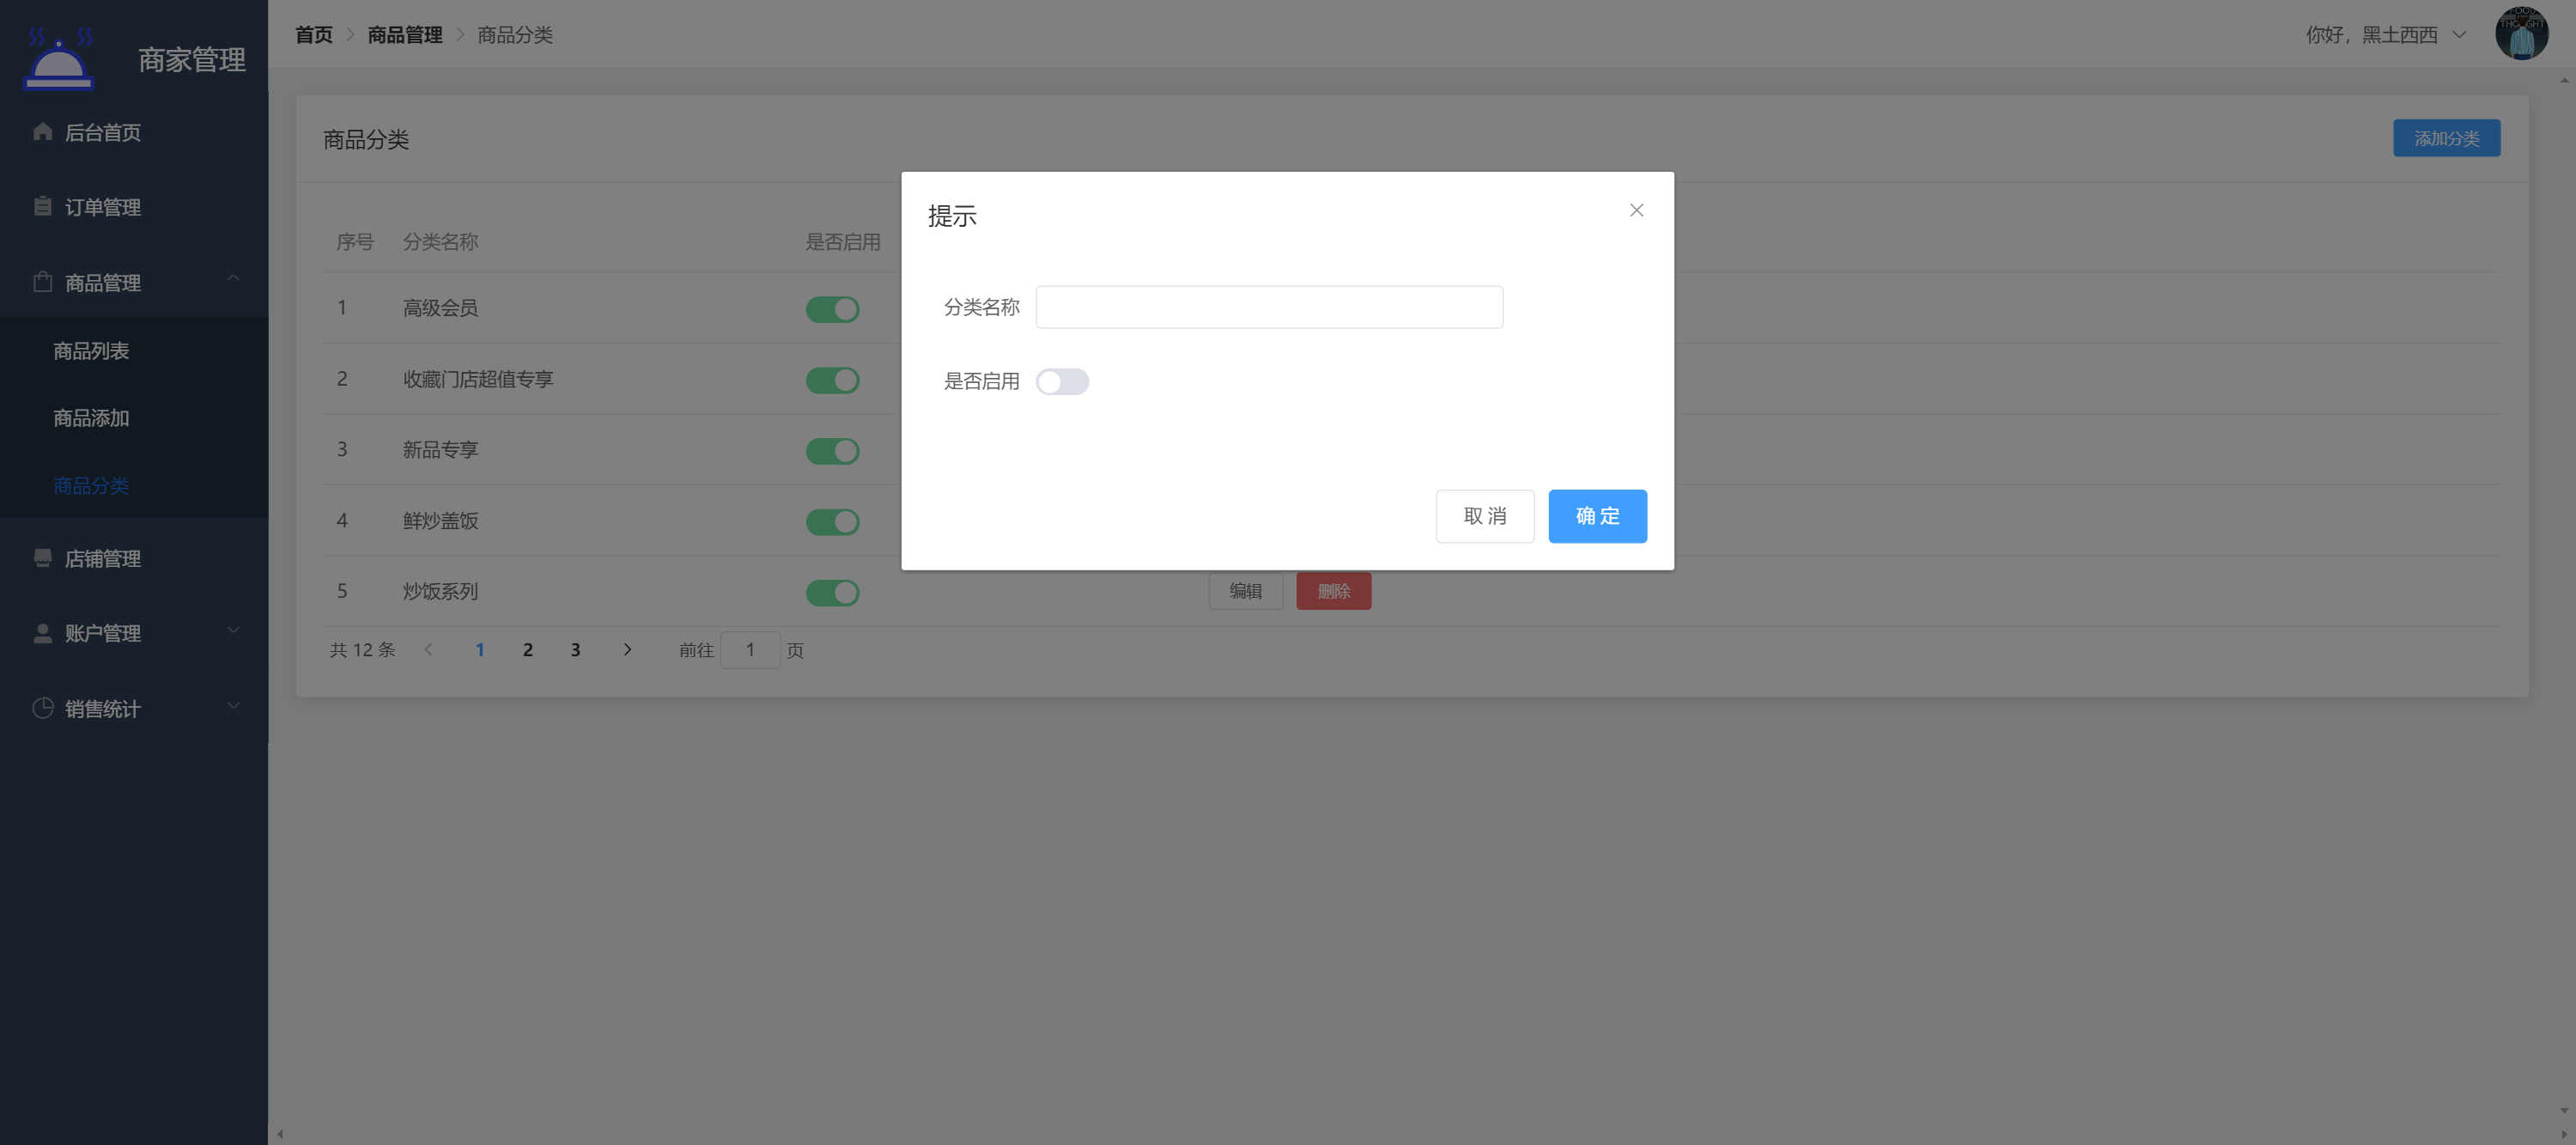 商家管理
首页 商品管理 商品分类
你好，黑土西西
FOOD
THOUGHT
后台首页
订单管理
商品管理
商品列表
商品添加
商品分类
店铺管理
账户管理
销售统计
商品分类
添加分类
序号 分类名称 是否启用
1 高级会员
2 收藏门店超值专享
3 新品专享
4 鲜炒盖饭
5 炒饭系列 编辑 删除
共 12 条 1 2 3 前往 1 页
提示
分类名称
是否启用
取 消 确 定